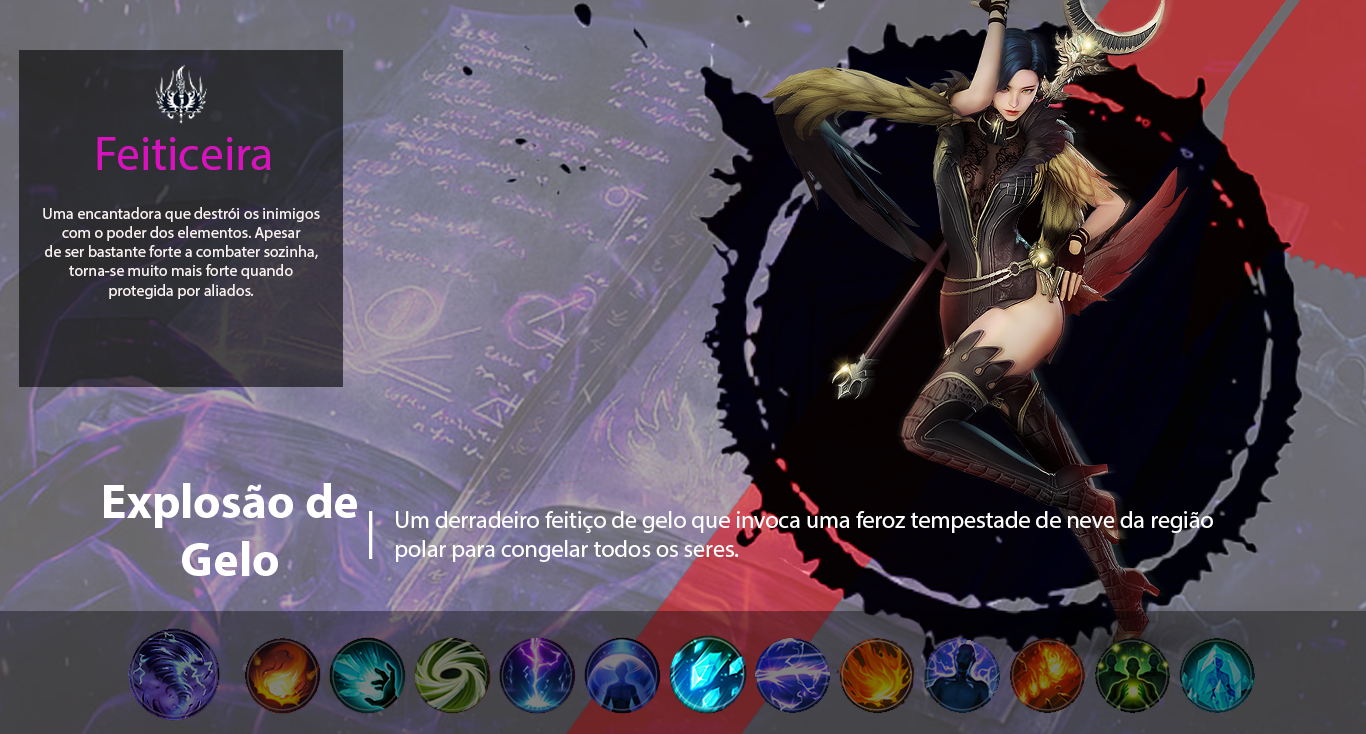 Feiticeira
Uma encantadora que destrói os inimigos
com o poder dos elementos. Apesar
de ser bastante forte a combater sozinha,
torna-se muito mais forte quando
protegida por aliados.
Explosão de
Gelo
Um derradeiro feitiço de gelo que invoca uma feroz tempestade de neve da região
polar para congelar todos os seres.